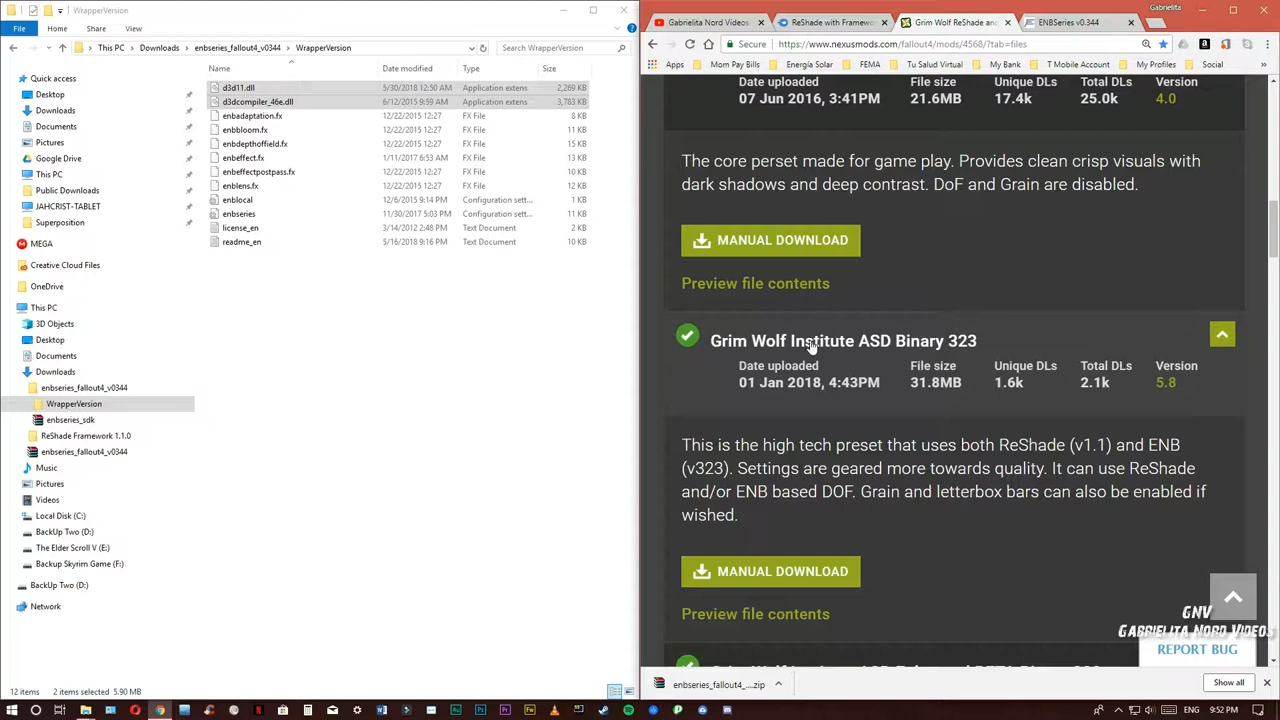 WrapperVersion
File
Home
Share
View
This PC > Downloads > enbseries_fallout4_v0344 > WrapperVersion
Search WrapperVersion
Name
Date modified
Type
Size
Quick access
Desktop
Downloads
Documents
Pictures
Google Drive
This PC
Public Downloads
JAHCRIST-TABLET
Superposition
MEGA
Creative Cloud Files
OneDrive
This PC
3D Objects
Desktop
Documents
Downloads
enbseries_fallout4_v0344
WrapperVersion
enbseries_sdk
ReShade Framework 1.1.0
enbseries_fallout4_v0344
Music
Pictures
Videos
Local Disk (C:)
BackUp Two (D:)
The Elder Scroll V (E:)
Backup Skyrim Game (F:)
BackUp Two (D:)
Network
d3d11.dll 5/30/2018 12:50 AM Application extens 2,269 KB
d3dcompiler_46e.dll 6/12/2015 9:59 AM Application extens 3,783 KB
enbadaptation.fx 12/22/2015 12:27 FX File 8 KB
enbbloom.fx 12/22/2015 12:27 FX File 11 KB
enbdepthoffield.fx 12/22/2015 12:27 FX File 15 KB
enbeffect.fx 1/11/2017 6:53 AM FX File 13 KB
enbeffectpostpass.fx 12/22/2015 12:27 FX File 10 KB
enblens.fx 12/22/2015 12:27 FX File 12 KB
enblocal 12/6/2015 9:14 PM Configuration sett... 1 KB
enbseries 11/30/2017 5:03 PM Configuration sett... 11 KB
license_en 3/14/2012 2:48 PM Text Document 2 KB
readme_en 5/16/2018 9:16 PM Text Document 10 KB
12 items 2 items selected 5.90 MB
Gabrielita Nord Videos
ReShade with Framew
Grim Wolf ReShade and
ENBSeries v0.344
Gabrielita
Secure https://www.nexusmods.com/fallout4/mods/4568/?tab=files
Apps
Mom Pay Bills
Energía Solar
FEMA
Tu Salud Virtual
My Bank
T Mobile Account
My Profiles
Social
Date uploaded File size Unique DLs Total DLs Version
07 Jun 2016, 3:41PM 21.6MB 17.4k 25.0k 4.0
The core perset made for game play. Provides clean crisp visuals with
dark shadows and deep contrast. DoF and Grain are disabled.
MANUAL DOWNLOAD
Preview file contents
Grim Wolf Institute ASD Binary 323
Date uploaded File size Unique DLs Total DLs Version
01 Jan 2018, 4:43PM 31.8MB 1.6k 2.1k 5.8
This is the high tech preset that uses both ReShade (v1.1) and ENB
(v323). Settings are geared more towards quality. It can use ReShade
and/or ENB based DOF. Grain and letterbox bars can also be enabled if
wished.
MANUAL DOWNLOAD
Preview file contents
GNV
GABRIELITA NORD VIDEOS
REPORT BUG
enbseries_fallout4_....zip
Show all
9:52 PM